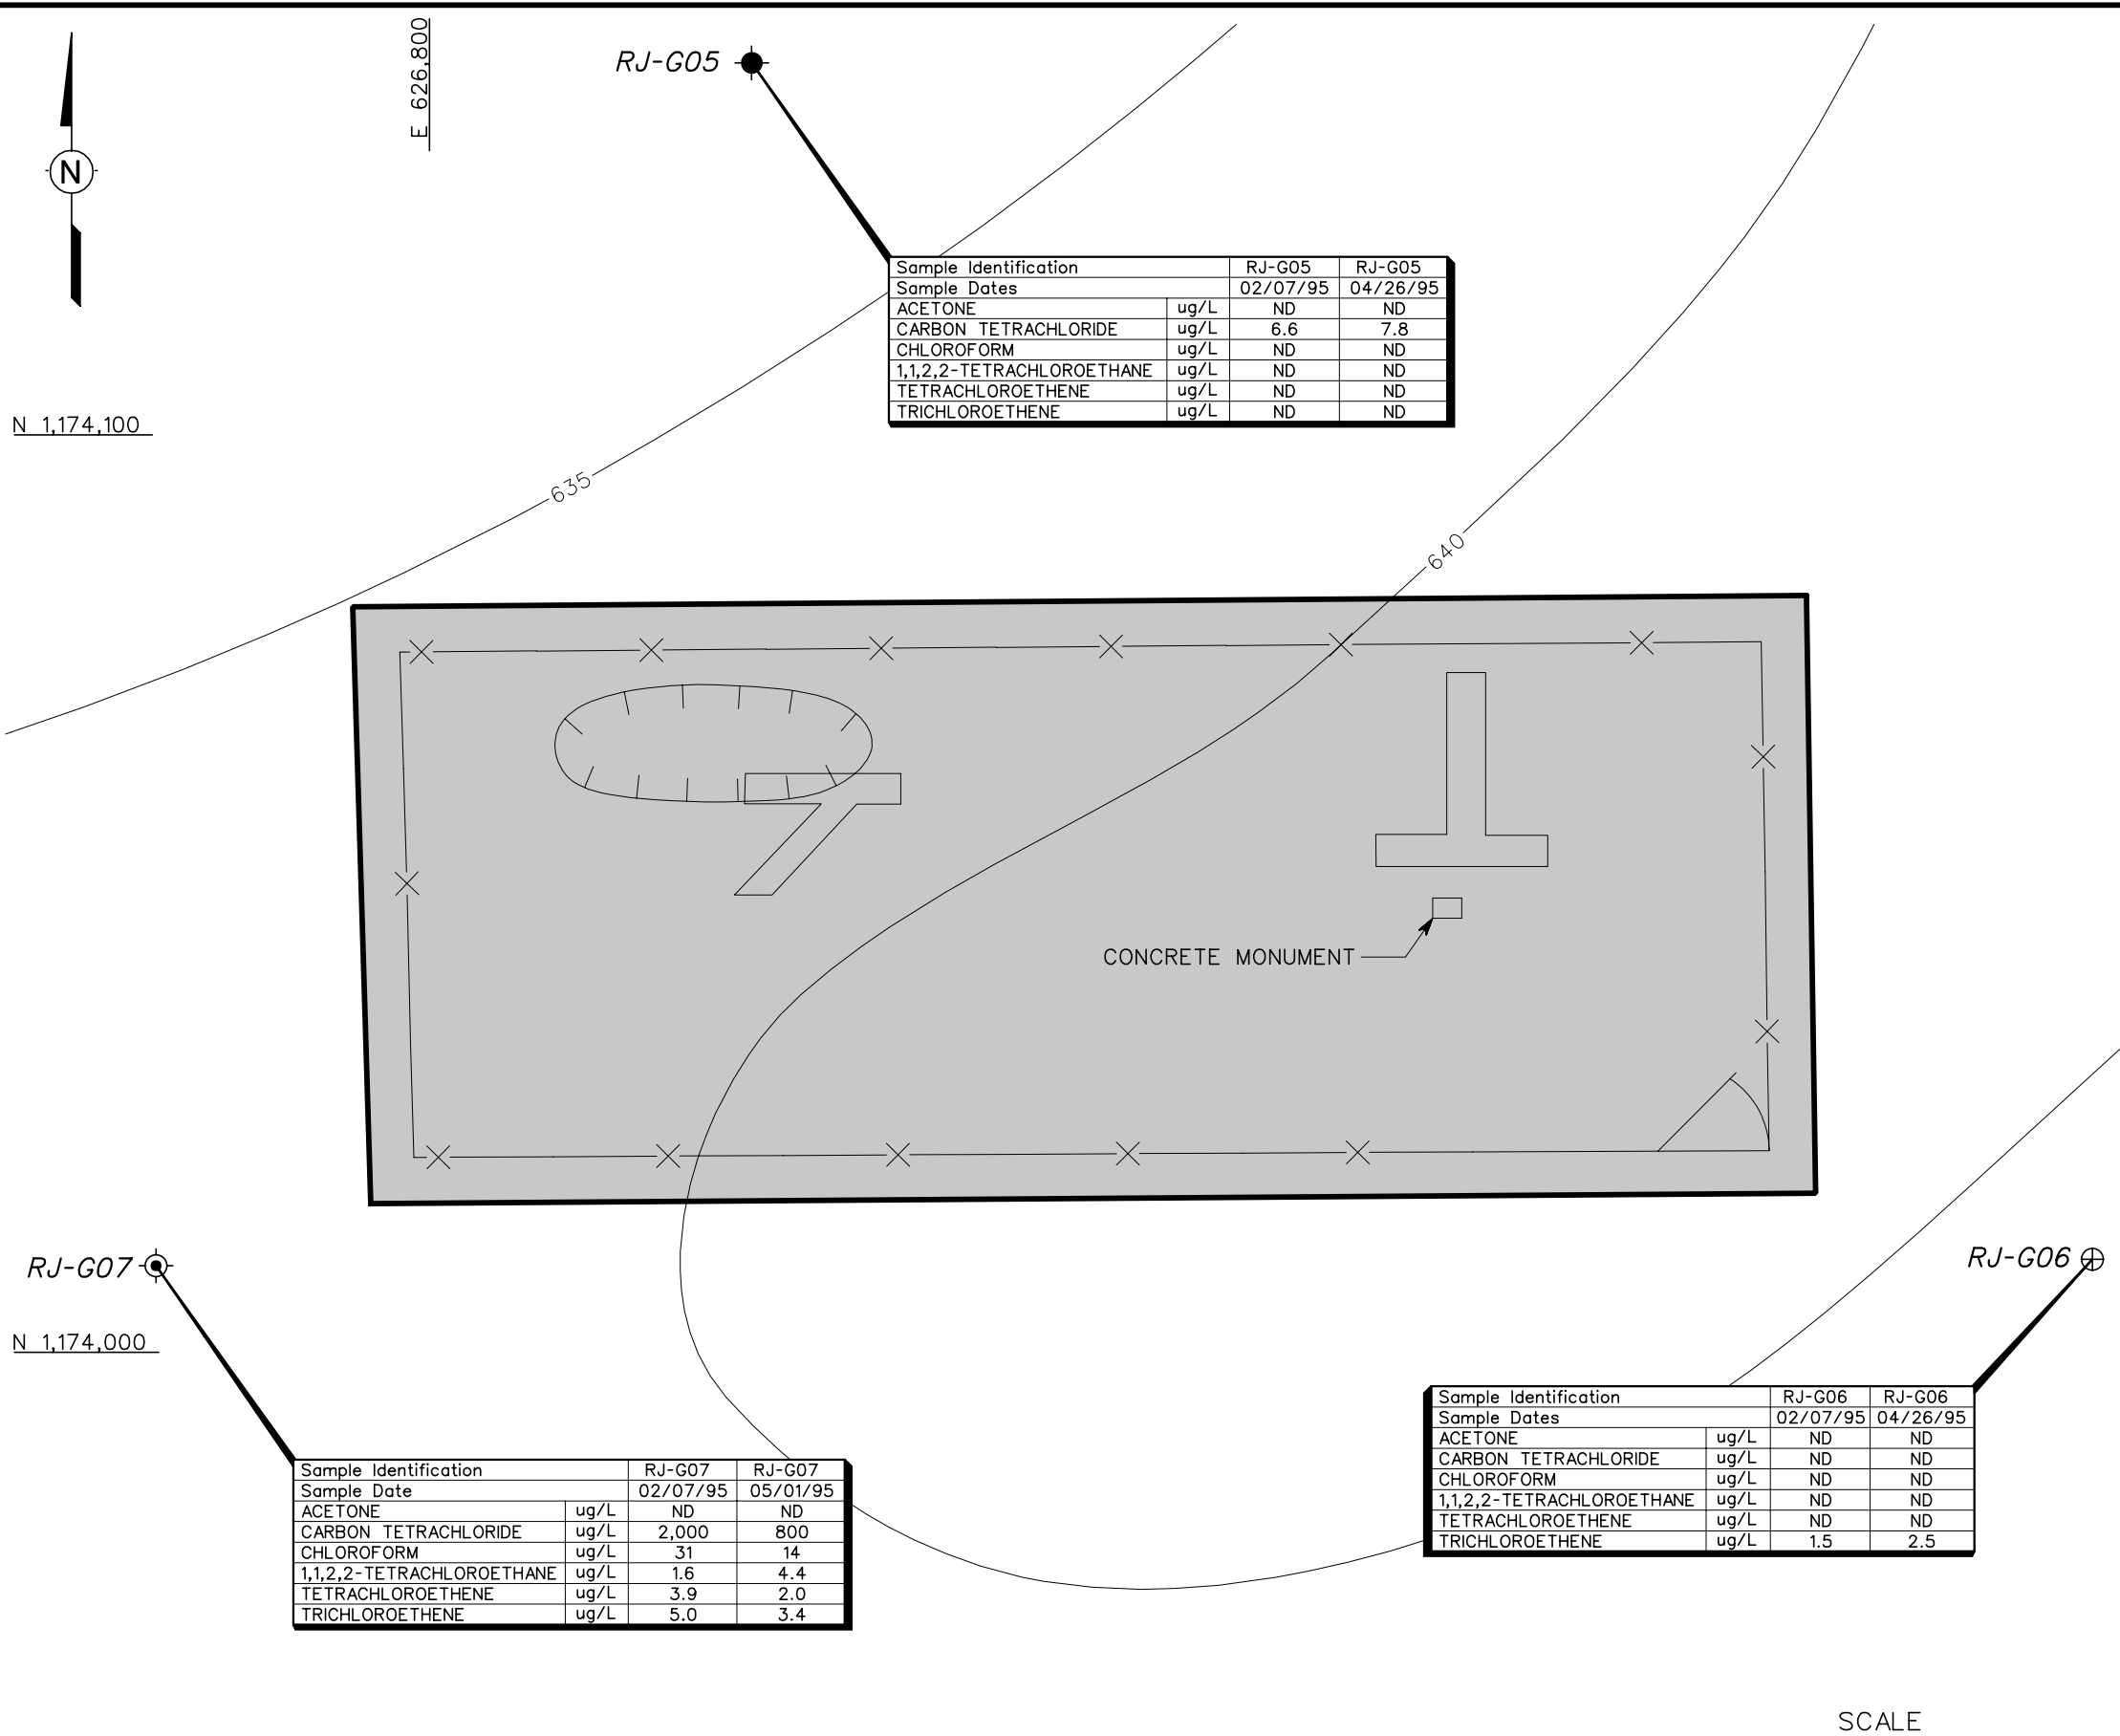 E 626,800
RJ-G05
N
Sample Identification RJ-G05 RJ-G05
Sample Dates 02/07/95 04/26/95
ACETONE ug/L ND ND
CARBON TETRACHLORIDE ug/L 6.6 7.8
CHLOROFORM ug/L ND ND
1,1,2,2-TETRACHLOROETHANE ug/L ND ND
TETRACHLOROETHENE ug/L ND ND
TRICHLOROETHENE ug/L ND ND
N 1,174,100
635
640
CONCRETE MONUMENT
RJ-G07
RJ-G06
N 1,174,000
Sample Identification RJ-G06 RJ-G06
Sample Dates 02/07/95 04/26/95
ACETONE ug/L ND ND
CARBON TETRACHLORIDE ug/L ND ND
CHLOROFORM ug/L ND ND
1,1,2,2-TETRACHLOROETHANE ug/L ND ND
TETRACHLOROETHENE ug/L ND ND
TRICHLOROETHENE ug/L 1.5 2.5
Sample Identification RJ-G07 RJ-G07
Sample Date 02/07/95 05/01/95
ACETONE ug/L ND ND
CARBON TETRACHLORIDE ug/L 2,000 800
CHLOROFORM ug/L 31 14
1,1,2,2-TETRACHLOROETHANE ug/L 1.6 4.4
TETRACHLOROETHENE ug/L 3.9 2.0
TRICHLOROETHENE ug/L 5.0 3.4
SCALE